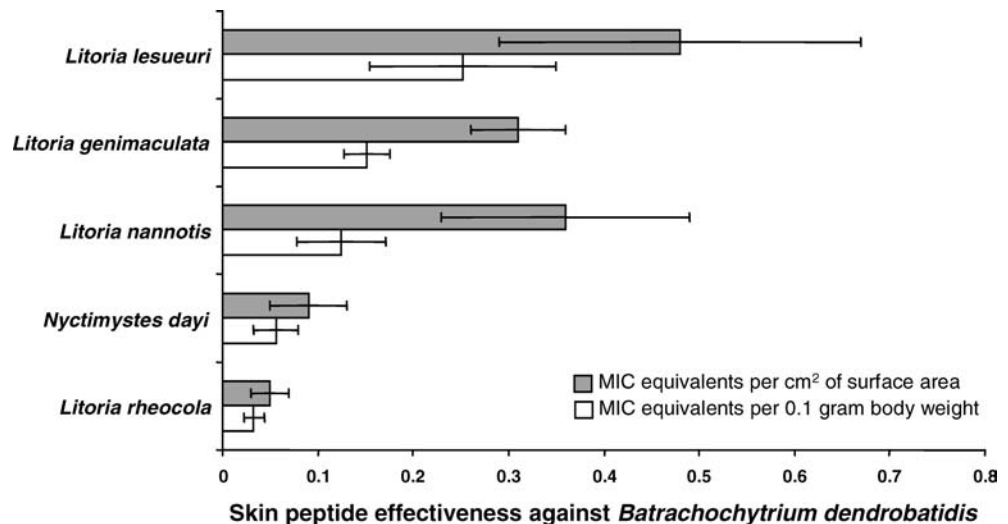 Litoria lesueuri
Litoria genimaculata
Litoria nannotis
Nyctimystes dayi
Litoria rheocola
MIC equivalents per cm² of surface area
MIC equivalents per 0.1 gram body weight
0 0.1 0.2 0.3 0.4 0.5 0.6 0.7 0.8
Skin peptide effectiveness against Batrachochytrium dendrobatidis